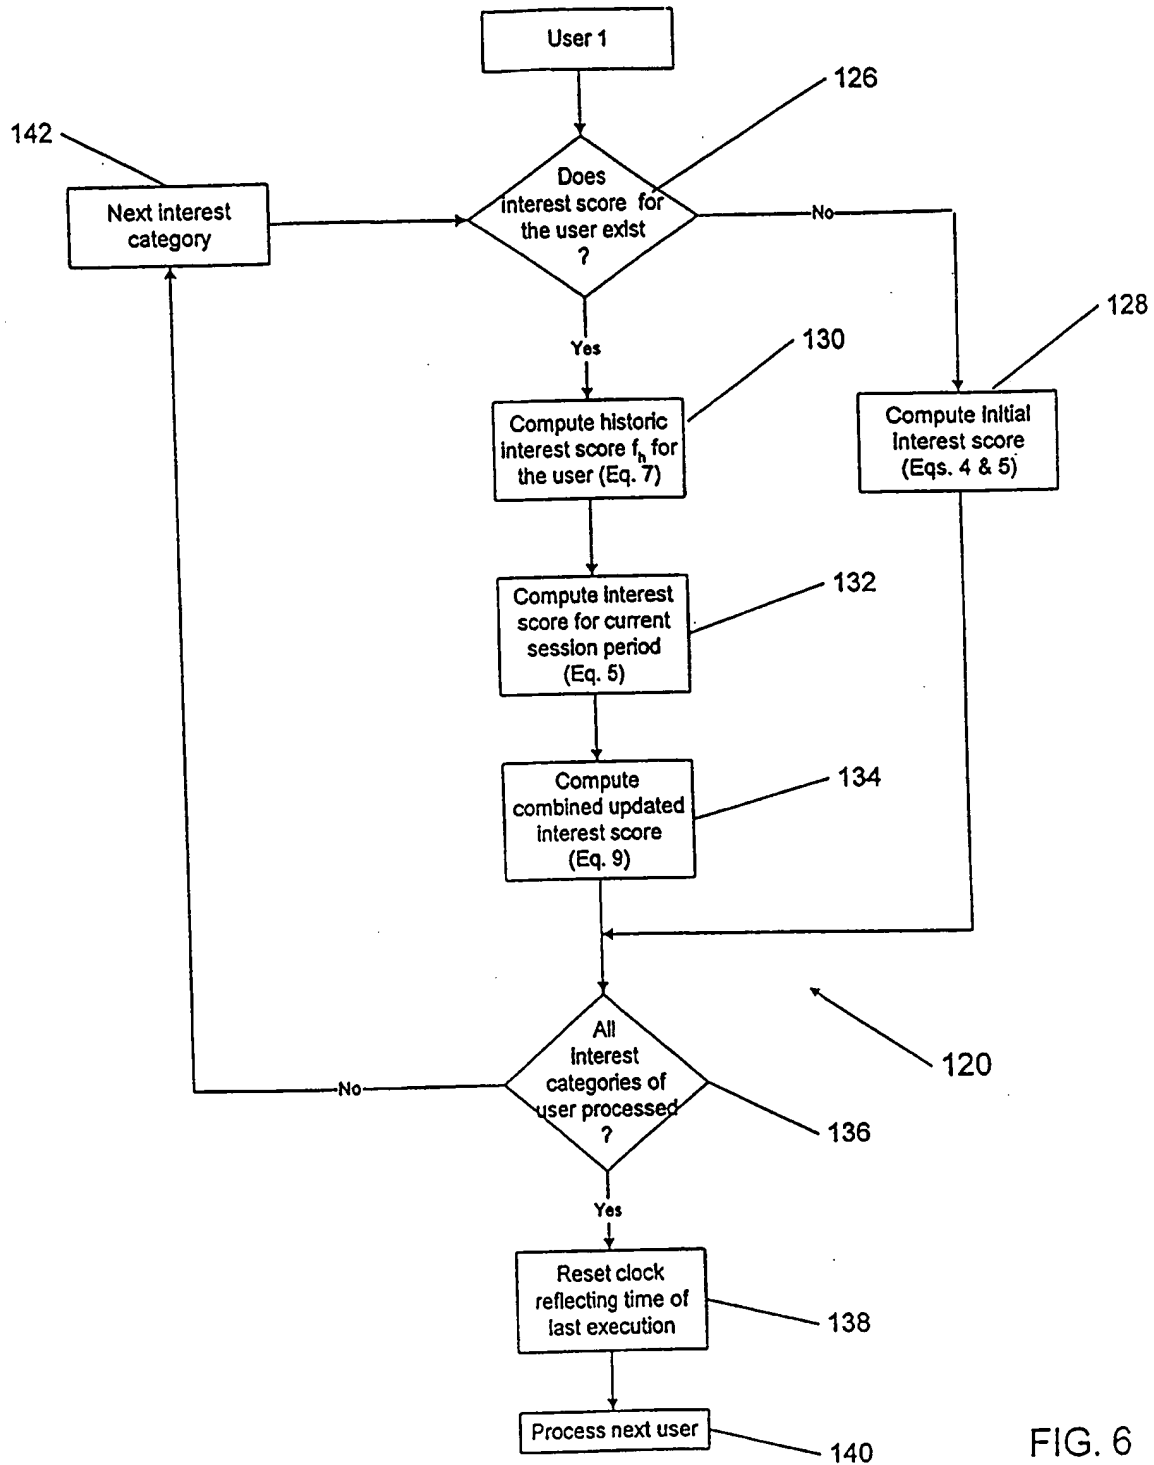 User 1
126
142
Does
interest score for
the user exist
?
Next interest
category
No
128
Yes
130
Compute historic
interest score fh for
the user (Eq. 7)
Compute initial
interest score
(Eqs. 4 & 5)
132
Compute interest
score for current
session period
(Eq. 5)
134
Compute
combined updated
interest score
(Eq. 9)
All
interest
categories of
user processed
?
120
No
136
Yes
Reset clock
reflecting time of
last execution
138
Process next user
140
FIG. 6